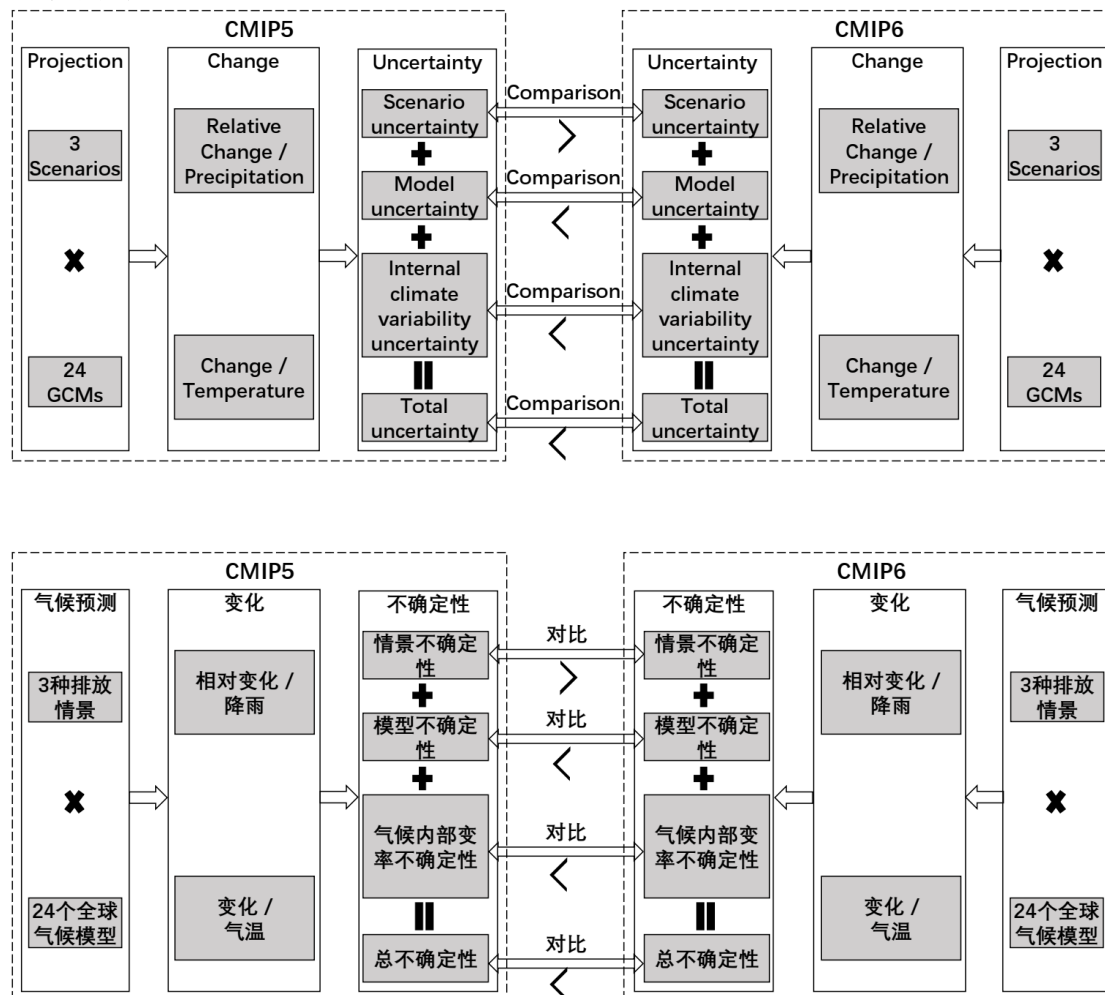 CMIP5
Projection
3
Scenarios
24
GCMs
Change
Relative
Change /
Precipitation
Change /
Temperature
Uncertainty
Scenario
uncertainty
Model
uncertainty
Internal
climate
variability
uncertainty
Total
uncertainty
Comparison
>
Comparison
<
Comparison
<
Comparison
<
CMIP6
Uncertainty
Scenario
uncertainty
Model
uncertainty
Internal
climate
variability
uncertainty
Total
uncertainty
Change
Relative
Change /
Precipitation
Change /
Temperature
Projection
3
Scenarios
24
GCMs
CMIP5
气候预测
3种排放
情景
24个全球
气候模型
变化
相对变化 /
降雨
变化 /
气温
不确定性
情景不确定
性
模型不确定
性
气候内部变
率不确定性
总不确定性
对比
>
对比
<
对比
<
对比
<
CMIP6
不确定性
情景不确定
性
模型不确定
性
气候内部变
率不确定性
总不确定性
变化
相对变化 /
降雨
变化 /
气温
气候预测
3种排放
情景
24个全球
气候模型